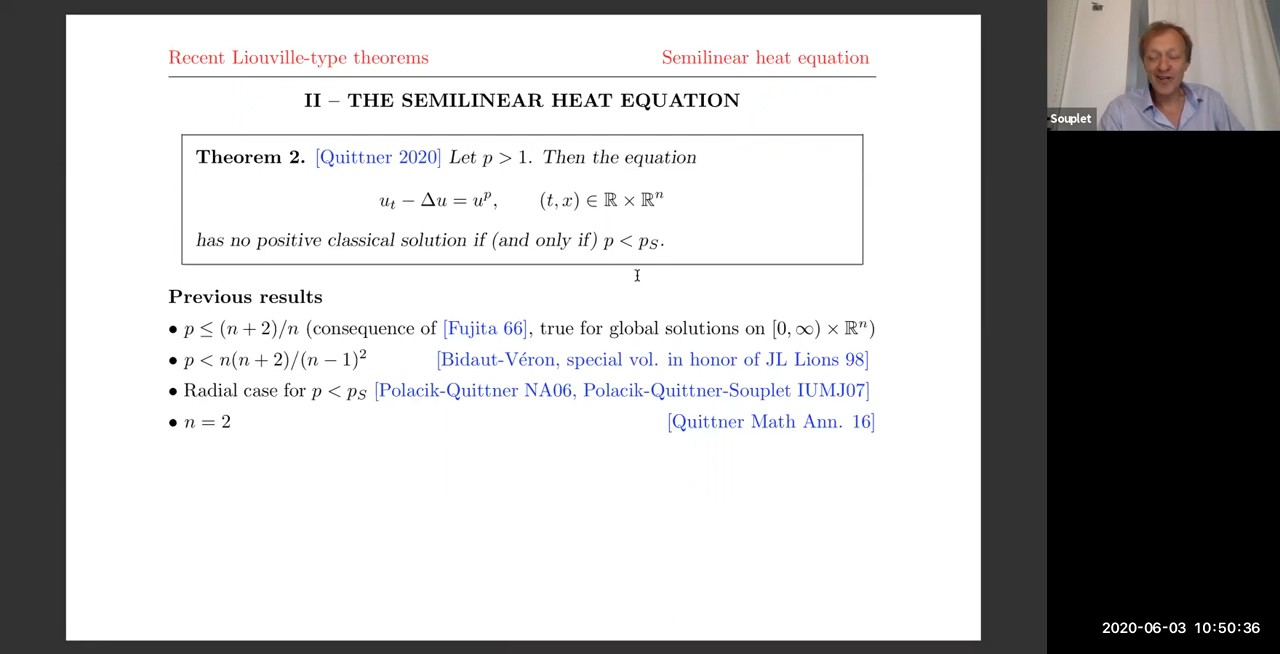 Recent Liouville-type theorems Semilinear heat equation
II – THE SEMILINEAR HEAT EQUATION
Theorem 2. [Quittner 2020] Let p > 1. Then the equation
uₜ − Δu = uᵖ, (t, x) ∈ ℝ × ℝⁿ
has no positive classical solution if (and only if) p < p_S.
Previous results
• p ≤ (n + 2)/n (consequence of [Fujita 66], true for global solutions on [0, ∞) × ℝⁿ)
• p < n(n + 2)/(n − 1)² [Bidaut-Véron, special vol. in honor of JL Lions 98]
• Radial case for p < p_S [Polacik-Quittner NA06, Polacik-Quittner-Souplet IUMJ07]
• n = 2 [Quittner Math Ann. 16]
Souplet
2020-06-03 10:50:36